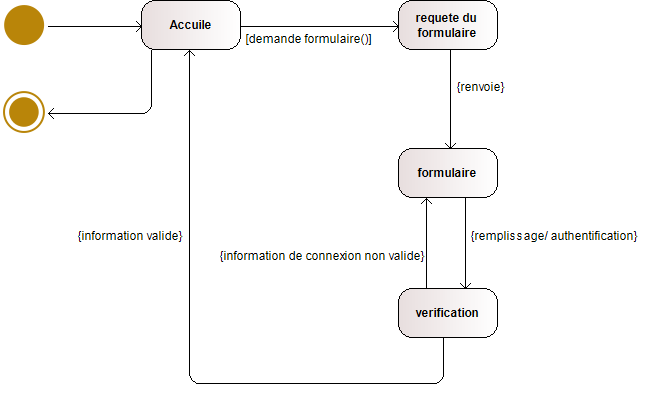 Accuile
requete du
formulaire
[demande formulaire()]
{renvoie}
formulaire
{information valide}
{remplissage/ authentification}
{information de connexion non valide}
verification